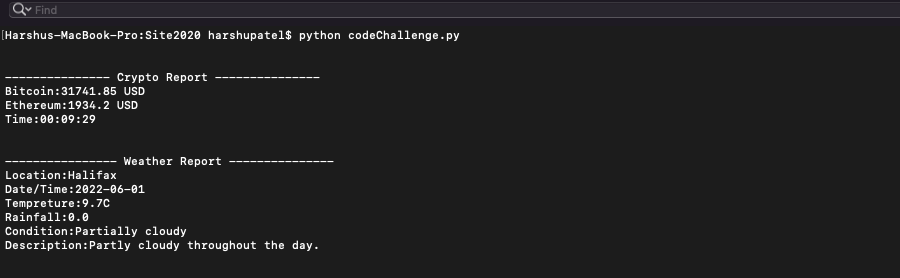 Find
[Harshus-MacBook-Pro:Site2020 harshupatel$ python codeChallenge.py
--------------- Crypto Report ---------------
Bitcoin:31741.85 USD
Ethereum:1934.2 USD
Time:00:09:29
---------------- Weather Report ---------------
Location:Halifax
Date/Time:2022-06-01
Tempreture:9.7C
Rainfall:0.0
Condition:Partially cloudy
Description:Partly cloudy throughout the day.